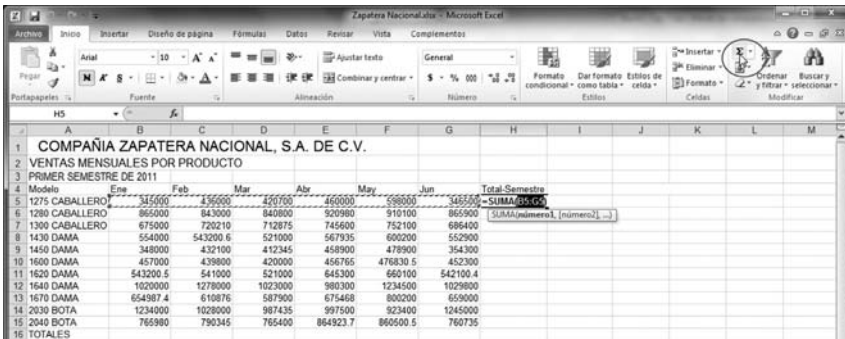 Zapatera Nacional.xlsx - Microsoft Excel
Archivo Inicio Insertar Diseño de página Fórmulas Datos Revisar Vista Complementos
Arial 10 Ajustar texto General Insertar
Pegar N K S Combinar y centrar $ % 000 Formato condicional Dar formato como tabla Estilos de celda Eliminar Formato Ordenar y filtrar Buscar y seleccionar
Portapapeles Fuente Alineación Número Estilos Celdas Modificar
H5 fx
A B C D E F G H I J K L M
1 COMPAÑIA ZAPATERA NACIONAL, S.A. DE C.V.
2 VENTAS MENSUALES POR PRODUCTO
3 PRIMER SEMESTRE DE 2011
4 Modelo Ene Feb Mar Abr May Jun Total-Semestre
5 1275 CABALLERO 345000 436000 420700 460000 598000 346500 =SUMA(B5:G5)
SUMA(número1, [número2], ...)
6 1280 CABALLERO 865000 843000 840800 920980 910100 865900
7 1300 CABALLERO 675000 720210 712875 745600 752100 686400
8 1430 DAMA 554000 543200.6 521000 567935 600200 552900
9 1450 DAMA 348000 432100 412345 458900 478900 354300
10 1600 DAMA 457000 439800 420000 456765 476830.5 452300
11 1620 DAMA 543200.5 541000 521000 645300 660100 542100.4
12 1640 DAMA 1020000 1278000 1023000 980300 1234500 1029800
13 1670 DAMA 654987.4 610876 587900 675468 800200 659000
14 2030 BOTA 1234000 1028000 987435 997500 923400 1245000
15 2040 BOTA 765980 790345 765400 864923.7 860500.5 760735
16 TOTALES